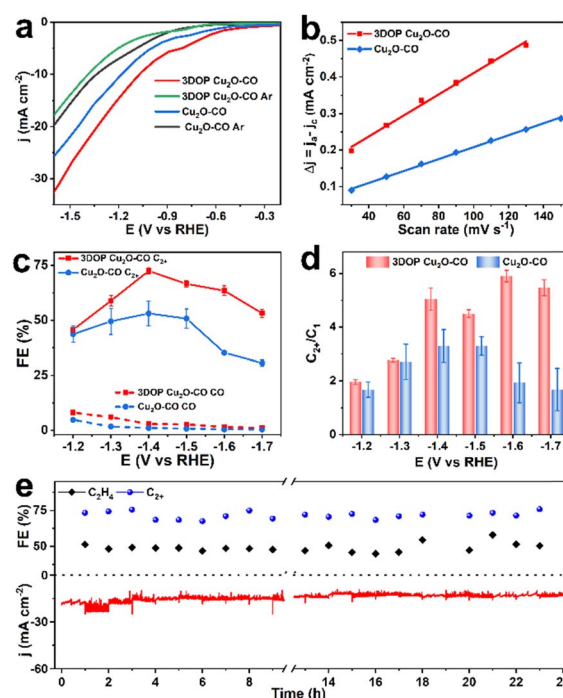 a
j (mA cm⁻²)
0
-10
-20
-30
3DOP Cu₂O-CO
3DOP Cu₂O-CO Ar
Cu₂O-CO
Cu₂O-CO Ar
-1.5 -1.2 -0.9 -0.6 -0.3
E (V vs RHE)
b
Δj = jₐ- j꜀ (mA cm⁻²)
0.5
0.4
0.3
0.2
0.1
3DOP Cu₂O-CO
Cu₂O-CO
30 60 90 120 150
Scan rate (mV s⁻¹)
c
FE (%)
75
50
25
0
3DOP Cu₂O-CO C₂₊
Cu₂O-CO C₂₊
3DOP Cu₂O-CO CO
Cu₂O-CO CO
-1.2 -1.3 -1.4 -1.5 -1.6 -1.7
E (V vs RHE)
d
C₂₊/C₁
6
4
2
0
3DOP Cu₂O-CO
Cu₂O-CO
-1.2 -1.3 -1.4 -1.5 -1.6 -1.7
E (V vs RHE)
e
FE (%)
75
50
C₂H₄
C₂₊
j (mA cm⁻²)
0
-30
-60
0 2 4 6 8 10 12 14 16 18 20 22 24
Time (h)